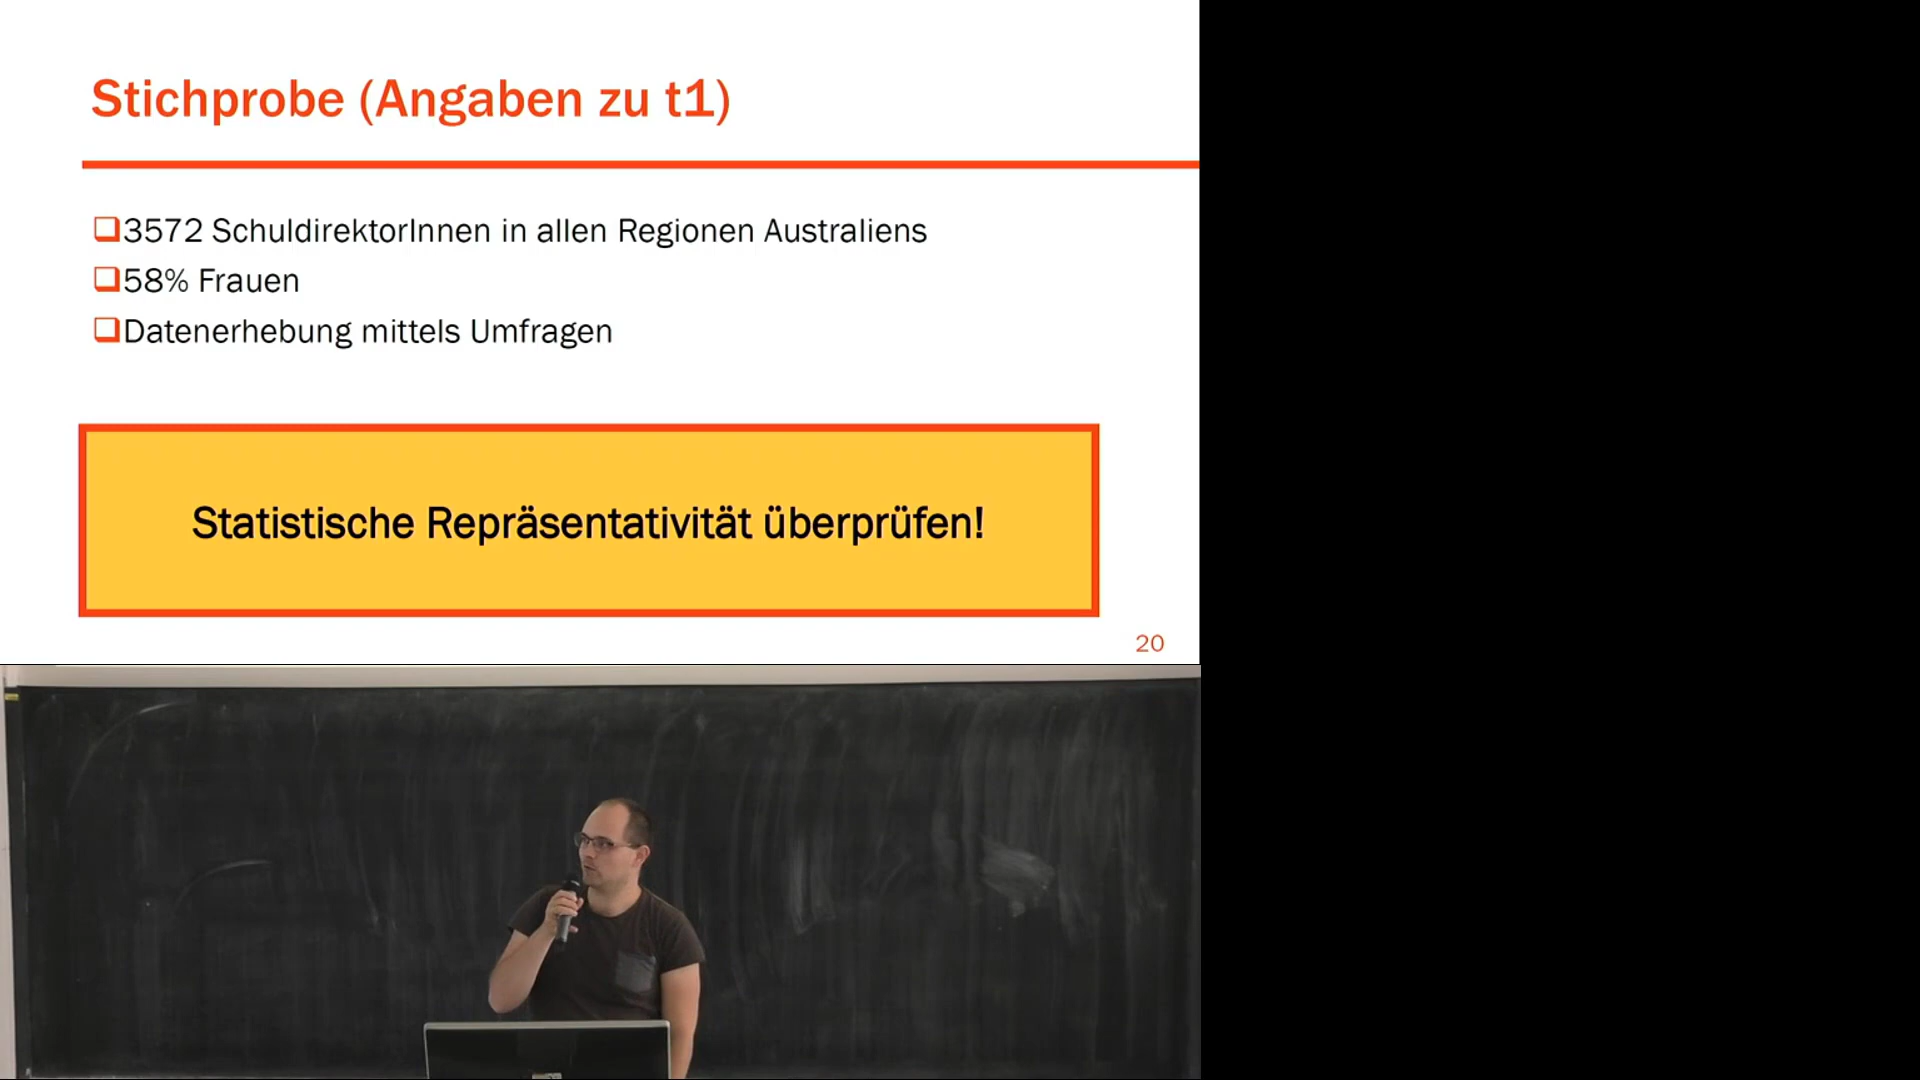 Stichprobe (Angaben zu t1)
3572 SchuldirektorInnen in allen Regionen Australiens
58% Frauen
Datenerhebung mittels Umfragen
Statistische Repräsentativität überprüfen!
20